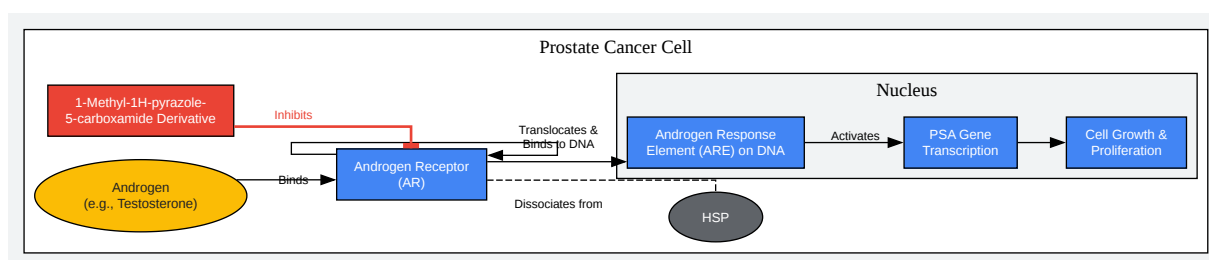 Prostate Cancer Cell
Nucleus
1-Methyl-1H-pyrazole-
5-carboxamide Derivative
Inhibits
Androgen
(e.g., Testosterone)
Binds
Androgen Receptor
(AR)
Translocates &
Binds to DNA
Dissociates from
HSP
Androgen Response
Element (ARE) on DNA
Activates
PSA Gene
Transcription
Cell Growth &
Proliferation